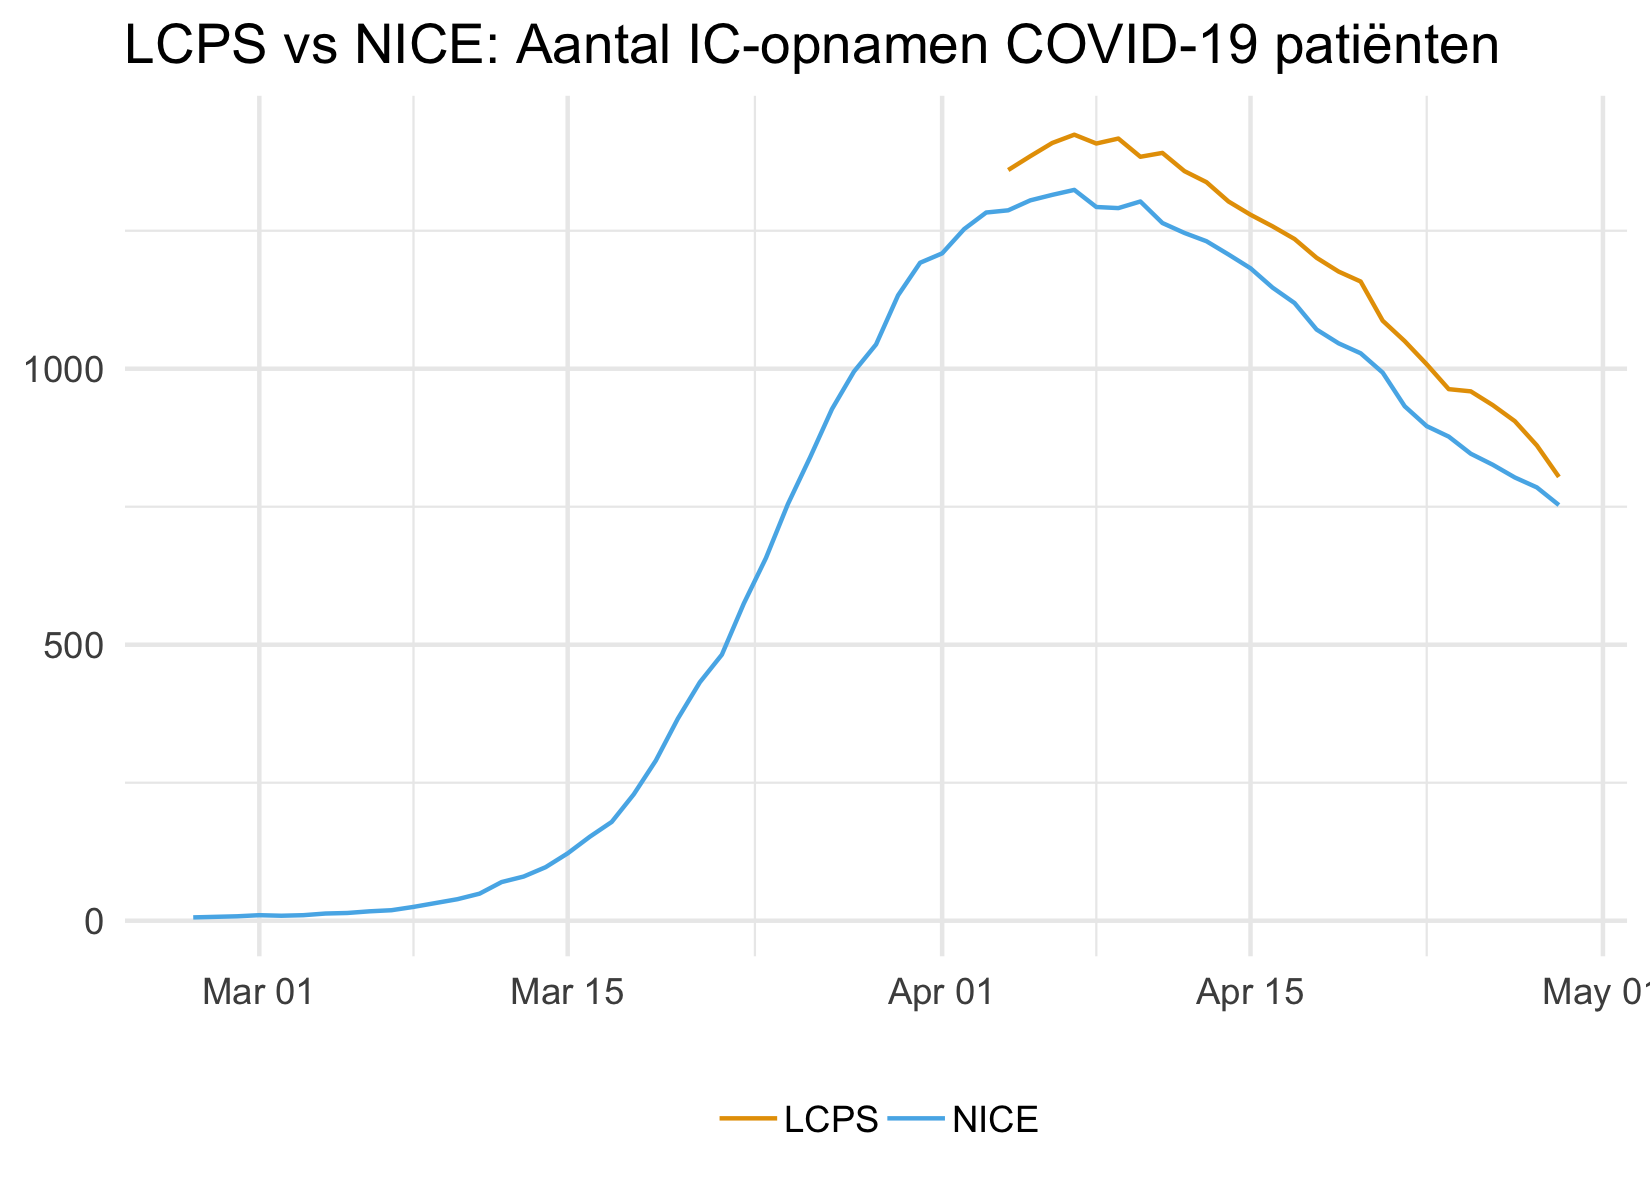 LCPS vs NICE: Aantal IC-opnamen COVID-19 patiënten
1000
500
0
Mar 01 Mar 15 Apr 01 Apr 15 May 01
LCPS NICE